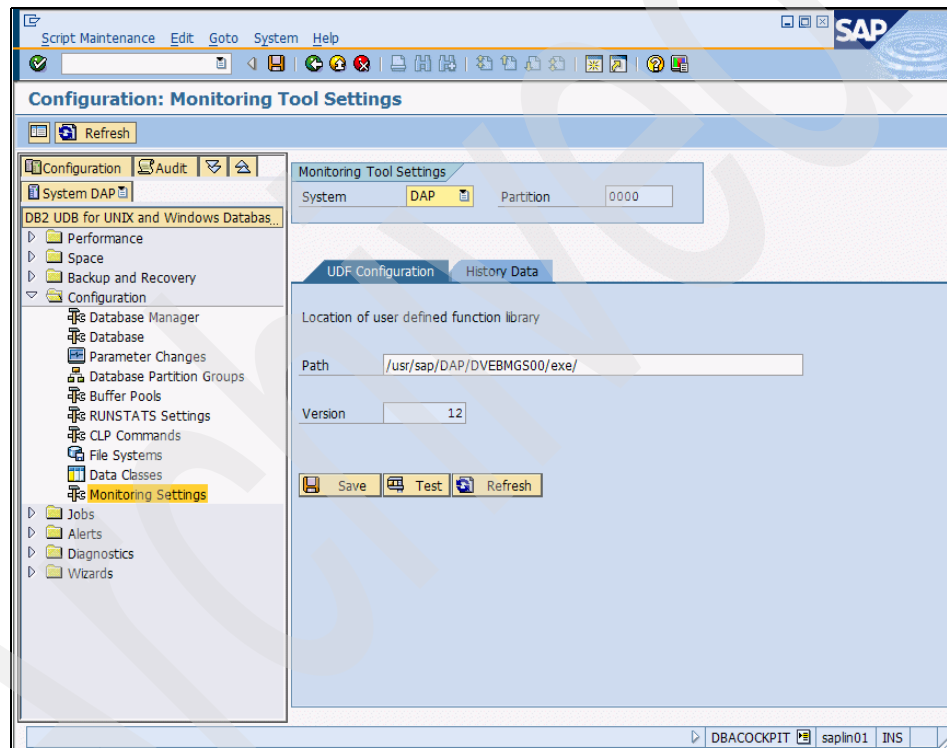 Script Maintenance Edit Goto System Help
SAP
Configuration: Monitoring Tool Settings
Refresh
Configuration Audit
System DAP
DB2 UDB for UNIX and Windows Databas...
Performance
Space
Backup and Recovery
Configuration
Database Manager
Database
Parameter Changes
Database Partition Groups
Buffer Pools
RUNSTATS Settings
CLP Commands
File Systems
Data Classes
Monitoring Settings
Jobs
Alerts
Diagnostics
Wizards
Monitoring Tool Settings
System DAP Partition 0000
UDF Configuration History Data
Location of user defined function library
Path /usr/sap/DAP/DVEBMGS00/exe/
Version 12
Save Test Refresh
DBACOCKPIT saplin01 INS